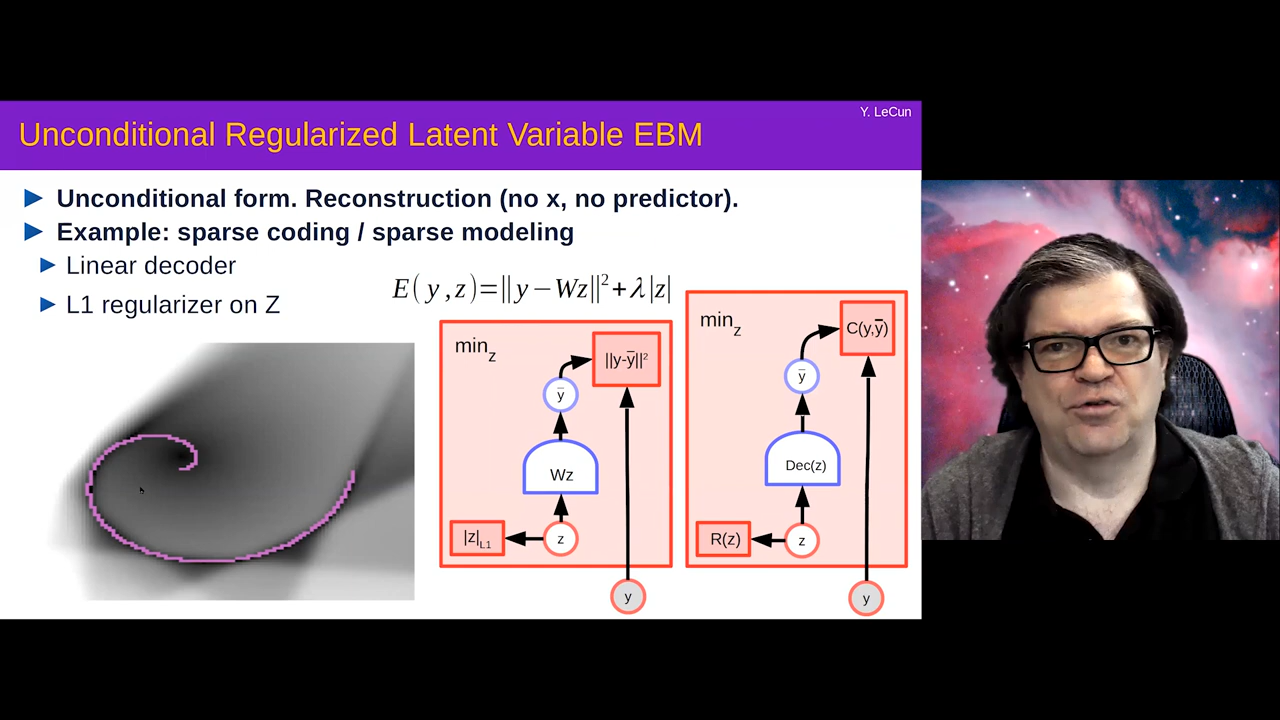 Y. LeCun
Unconditional Regularized Latent Variable EBM
Unconditional form. Reconstruction (no x, no predictor).
Example: sparse coding / sparse modeling
Linear decoder
L1 regularizer on Z
E(y,z)=||y−Wz||²+λ|z|
min_z
||y-ȳ||²
ȳ
Wz
|z|_L1
z
y
min_z
C(y,ȳ)
ȳ
Dec(z)
R(z)
z
y